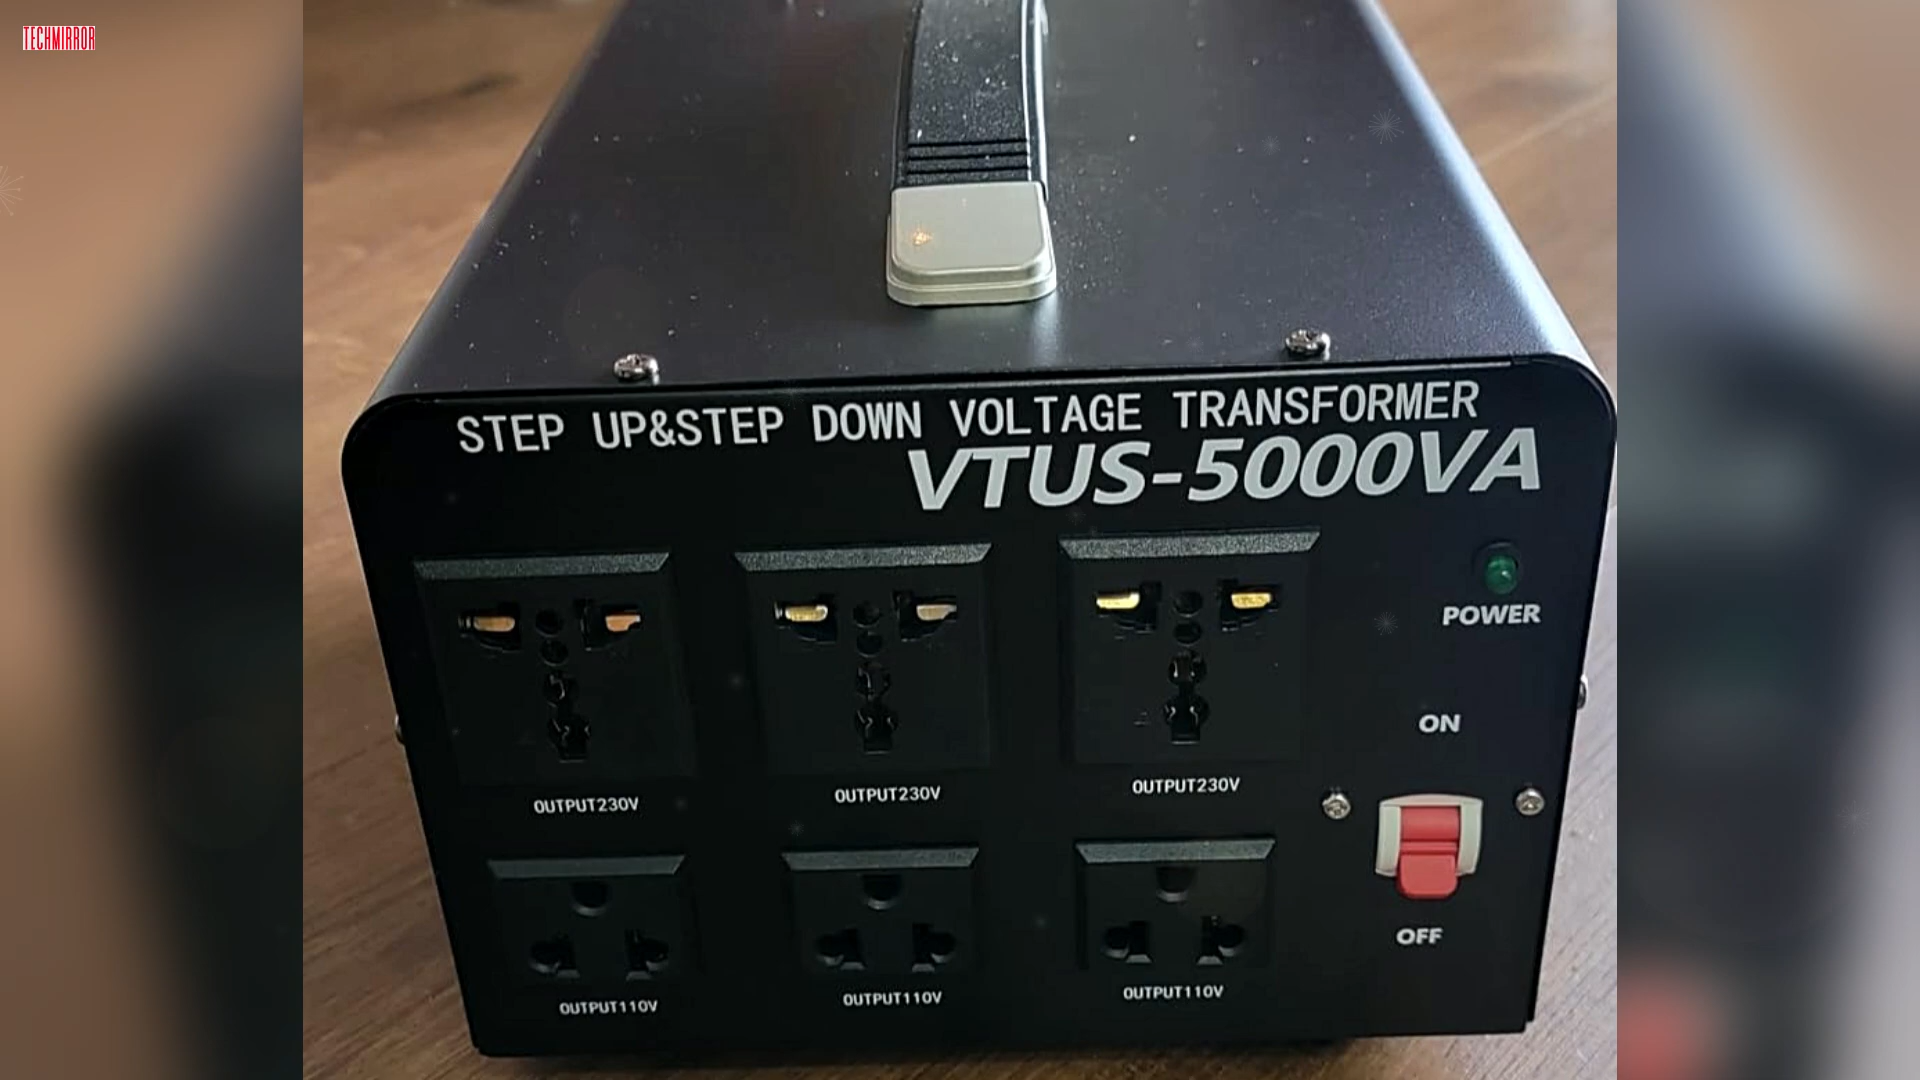 TECHMIRROR
STEP UP&STEP DOWN VOLTAGE TRANSFORMER
VTUS-5000VA
POWER
ON
OUTPUT230V OUTPUT230V OUTPUT230V
OFF
OUTPUT110V OUTPUT110V OUTPUT110V